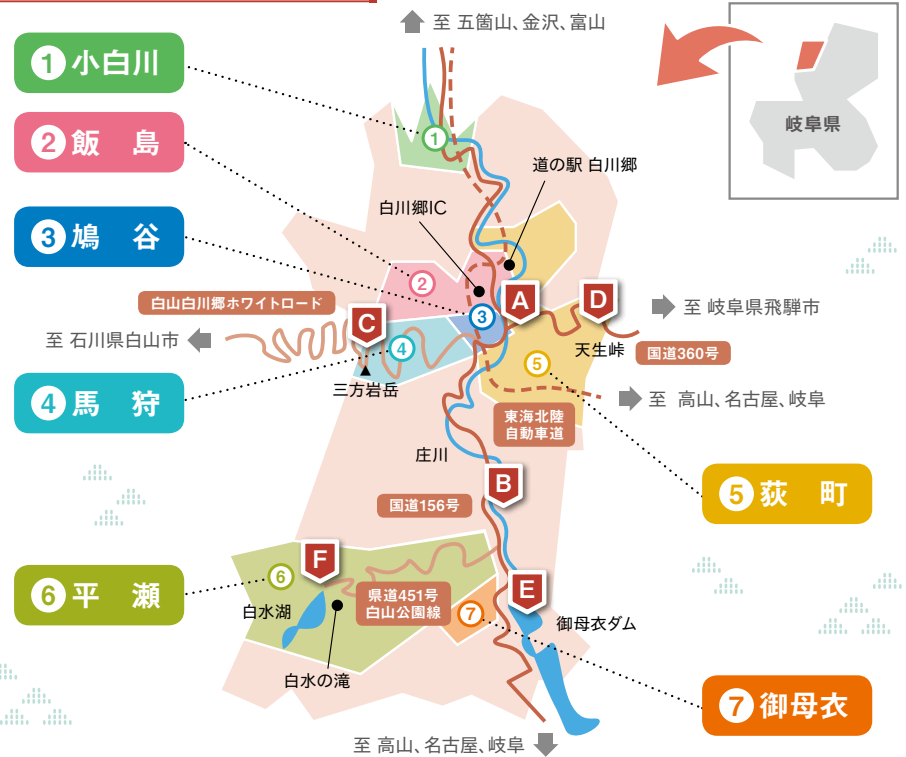 至 五箇山、金沢、富山
岐阜県
1 小白川
2 飯　島
3 鳩　谷
4 馬　狩
1
道の駅 白川郷
白川郷IC
2
白山白川郷ホワイトロード
A
D
至 岐阜県飛騨市
C
3
至 石川県白山市
4
天生峠
国道360号
5
三方岩岳
至 高山、名古屋、岐阜
東海北陸
自動車道
庄川
B
5 荻　町
国道156号
F
6 平　瀬
6
県道451号
白山公園線
E
白水湖
7
御母衣ダム
白水の滝
7 御母衣
至 高山、名古屋、岐阜